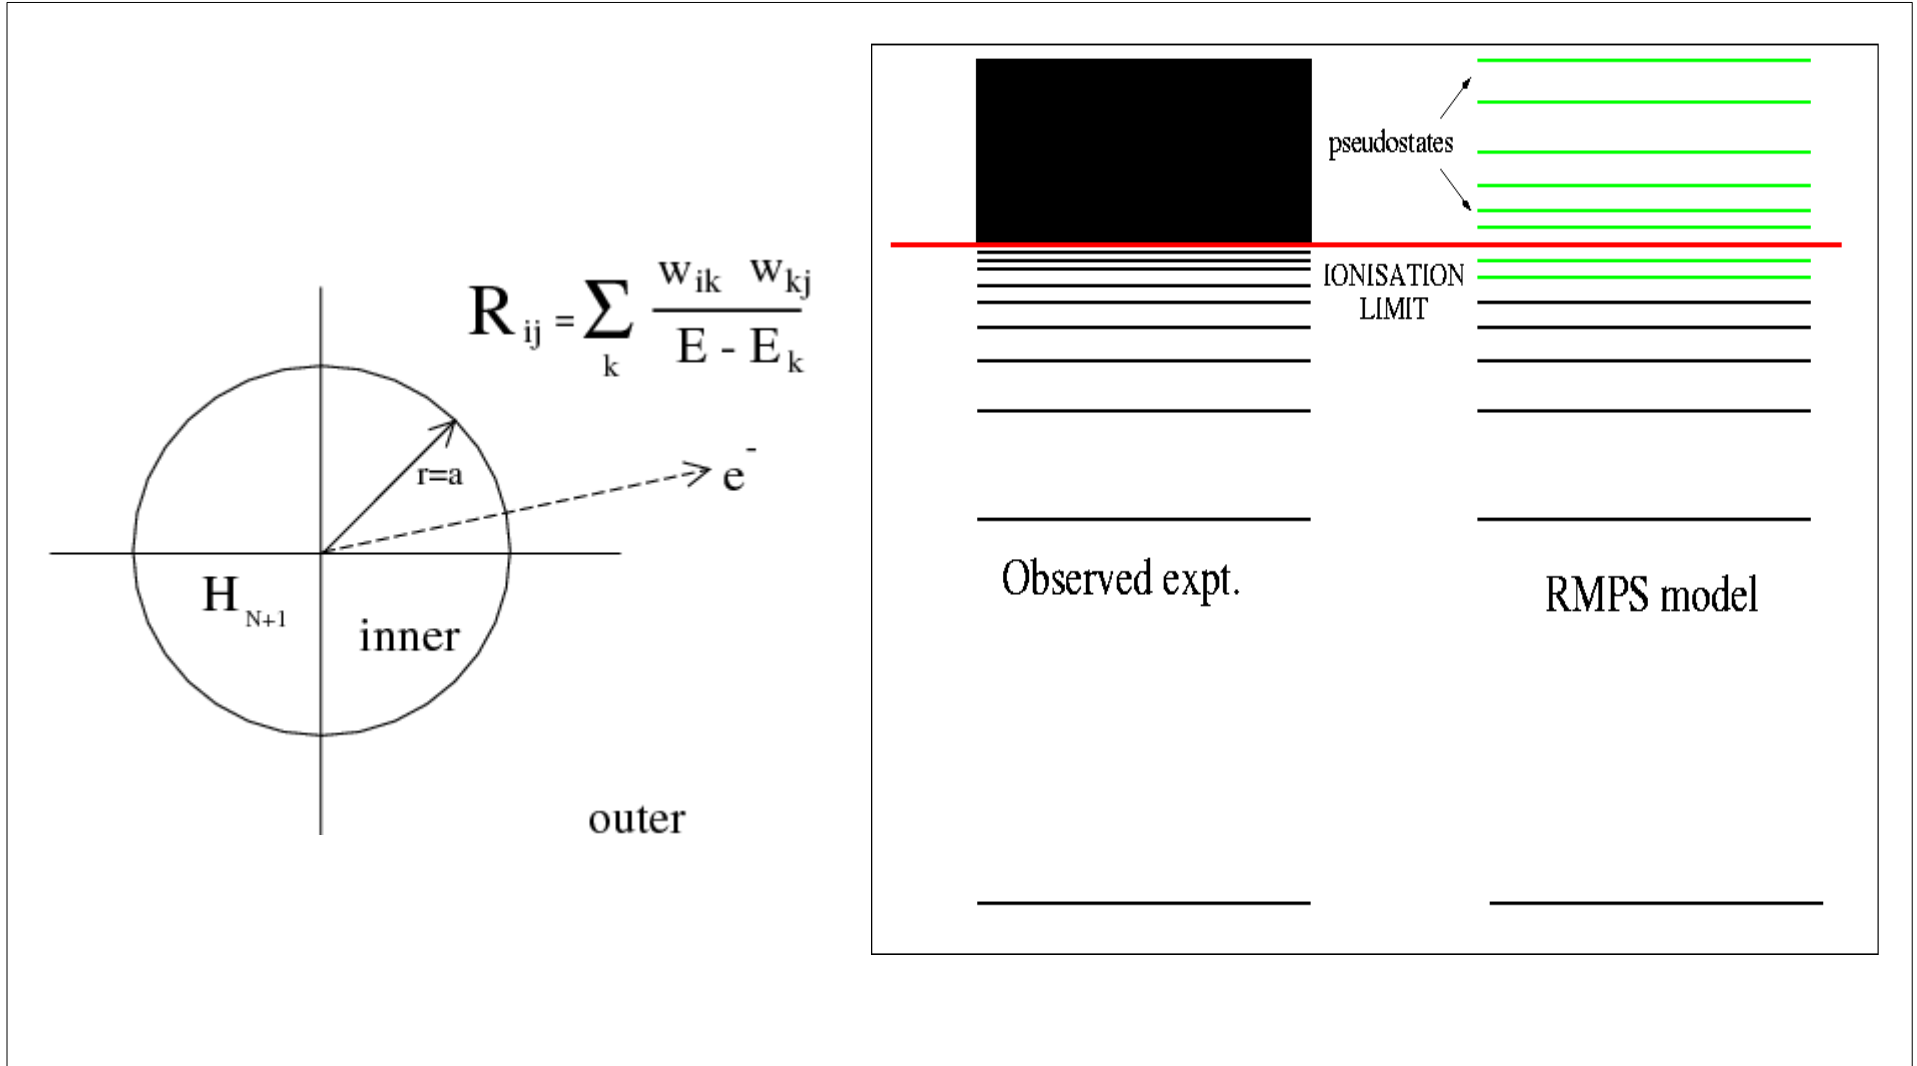 R ij = Σ k w ik w kj / E - E k
r=a
e -
H N+1
inner
outer
pseudostates
IONISATION
LIMIT
Observed expt.
RMPS model